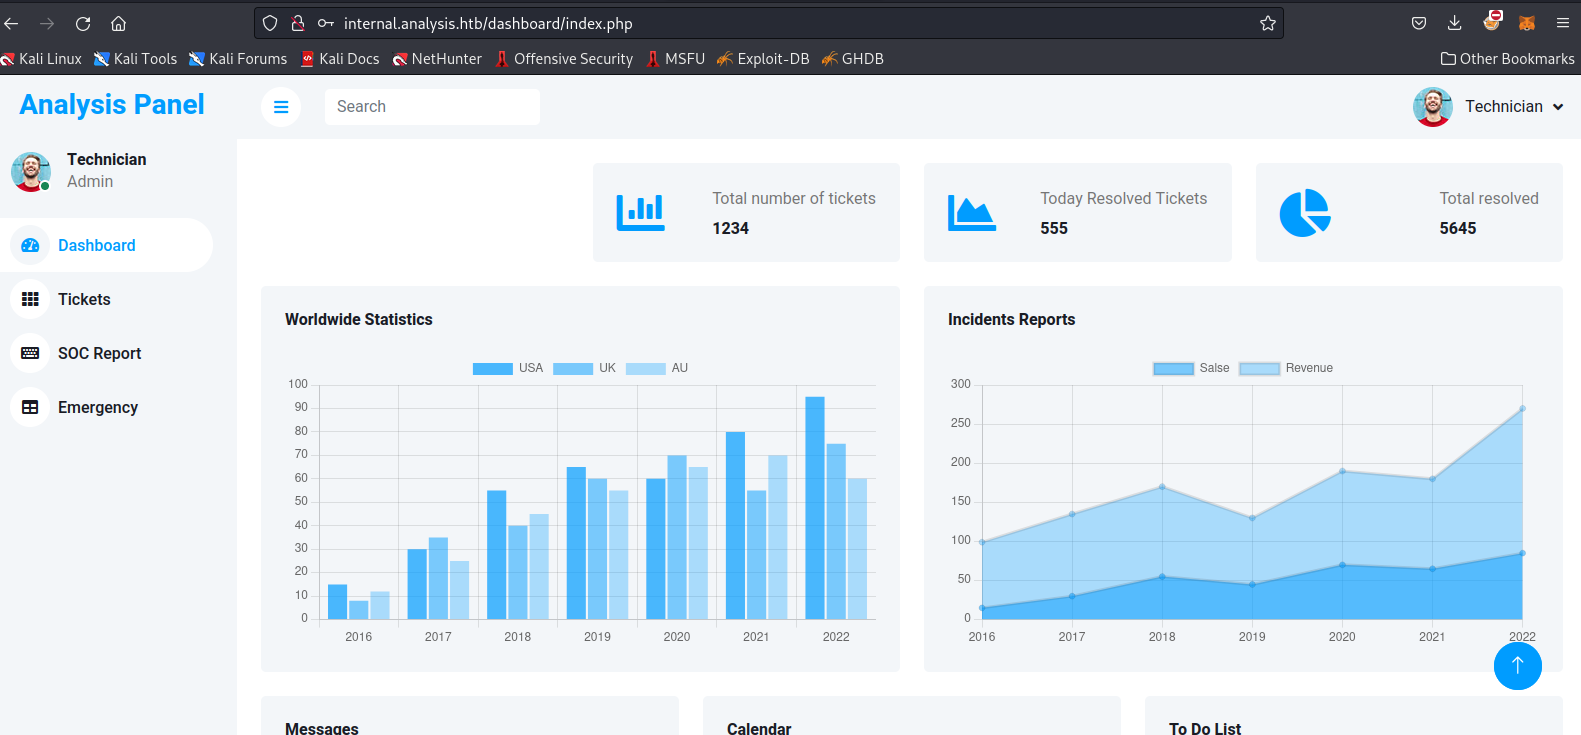 internal.analysis.htb/dashboard/index.php
Kali Linux Kali Tools Kali Forums Kali Docs NetHunter Offensive Security MSFU Exploit-DB GHDB Other Bookmarks
Analysis Panel
Search
Technician
Technician
Admin
Dashboard
Tickets
SOC Report
Emergency
Total number of tickets
1234
Today Resolved Tickets
555
Total resolved
5645
Worldwide Statistics
USA UK AU
100
90
80
70
60
50
40
30
20
10
0
2016 2017 2018 2019 2020 2021 2022
Incidents Reports
Salse Revenue
300
250
200
150
100
50
0
2016 2017 2018 2019 2020 2021 2022
Messages
Calendar
To Do List